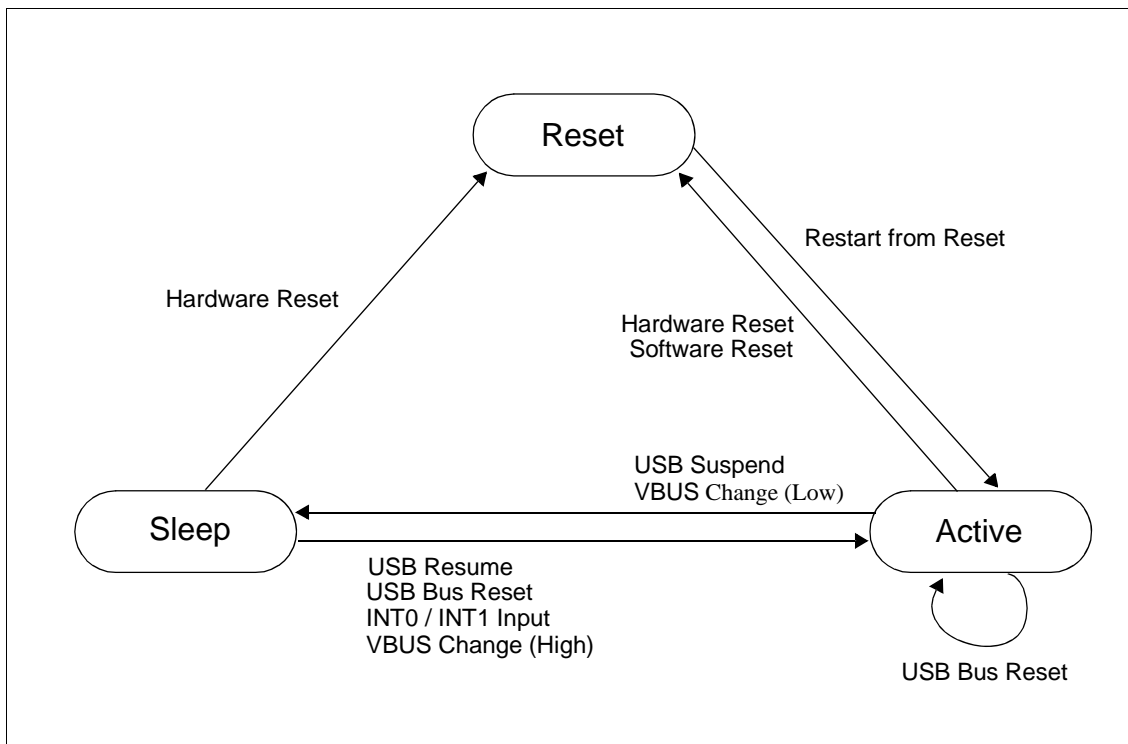 Reset
Restart from Reset
Hardware Reset
Hardware Reset
Software Reset
USB Suspend
VBUS Change (Low)
Sleep
Active
USB Resume
USB Bus Reset
INT0 / INT1 Input
VBUS Change (High)
USB Bus Reset